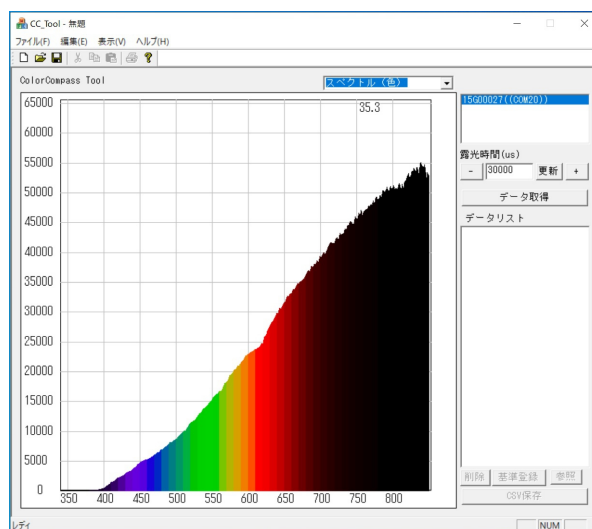 CC_Tool - 無題
ファイル(F) 編集(E) 表示(V) ヘルプ(H)
ColorCompass Tool
スペクトル（色）
65000
35.3
60000
55000
50000
45000
40000
35000
30000
25000
20000
15000
10000
5000
0
350 400 450 500 550 600 650 700 750 800
15G00027((COM20))
露光時間(us)
- 30000 更新 +
データ取得
データリスト
削除 基準登録 参照
CSV保存
レディ
NUM